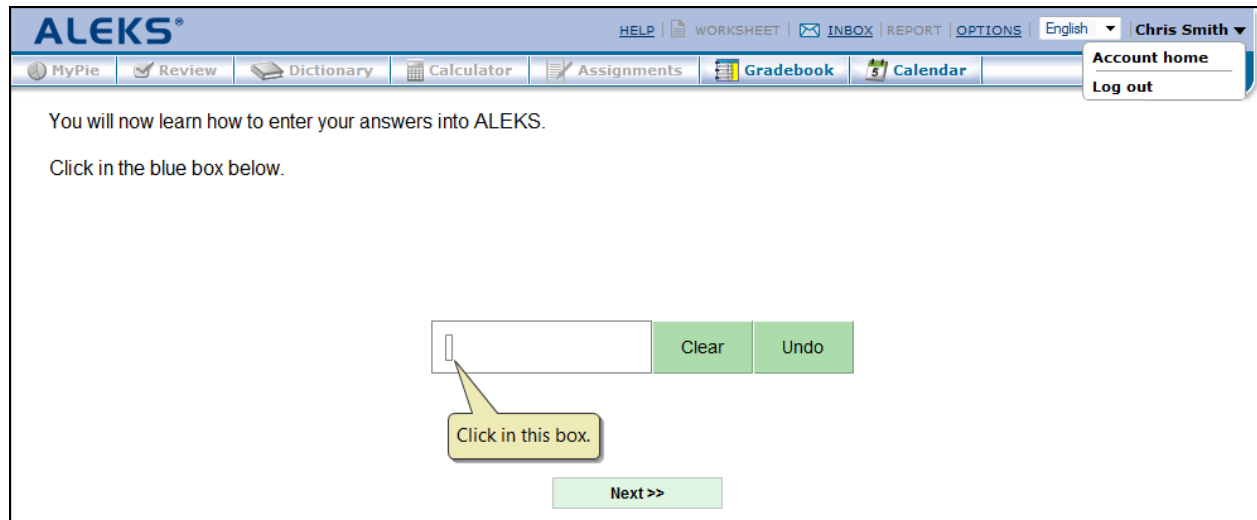 ALEKS®
HELP | WORKSHEET | INBOX | REPORT | OPTIONS | English ▼ | Chris Smith ▼
Account home
Log out
MyPie Review Dictionary Calculator Assignments Gradebook 5 Calendar
You will now learn how to enter your answers into ALEKS.
Click in the blue box below.
Clear Undo
Click in this box.
Next >>